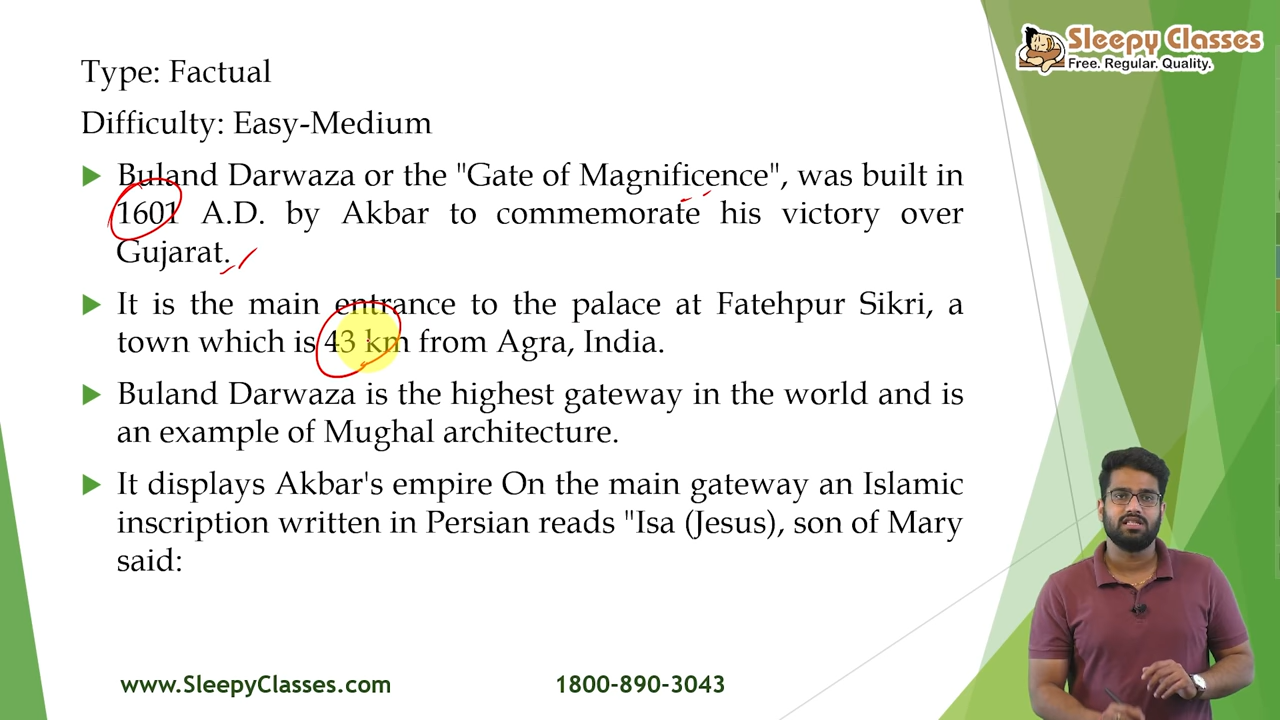 Sleepy Classes
Free. Regular. Quality.
Type: Factual
Difficulty: Easy-Medium
Buland Darwaza or the "Gate of Magnificence", was built in
1601 A.D. by Akbar to commemorate his victory over
Gujarat.
It is the main entrance to the palace at Fatehpur Sikri, a
town which is 43 km from Agra, India.
Buland Darwaza is the highest gateway in the world and is
an example of Mughal architecture.
It displays Akbar's empire On the main gateway an Islamic
inscription written in Persian reads "Isa (Jesus), son of Mary
said:
www.SleepyClasses.com 1800-890-3043